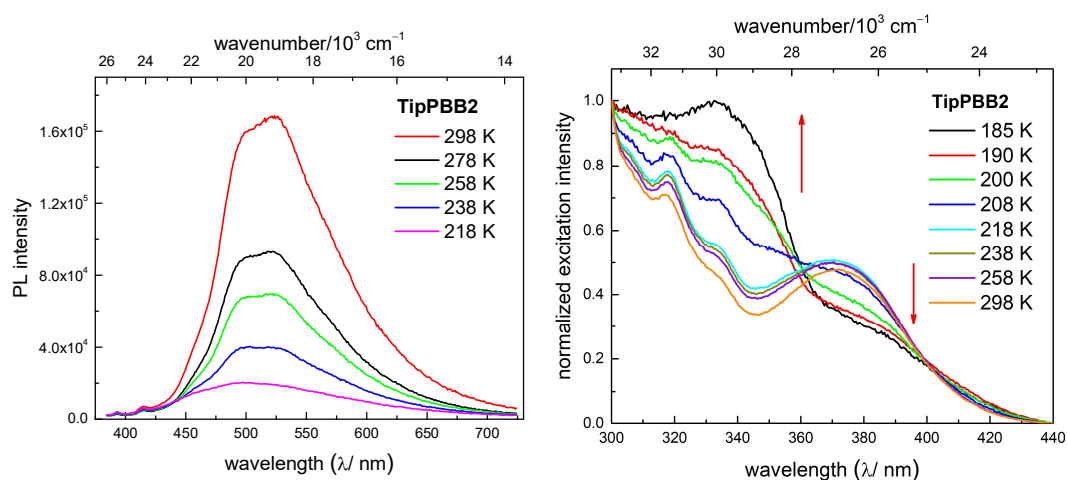 wavenumber/10³ cm⁻¹
26 24 22 20 18 16 14
TipPBB2
298 K
278 K
258 K
238 K
218 K
PL intensity
1.6x10⁵
1.2x10⁵
8.0x10⁴
4.0x10⁴
0.0
400 450 500 550 600 650 700
wavelength (λ/ nm)
wavenumber/10³ cm⁻¹
32 30 28 26 24
TipPBB2
185 K
190 K
200 K
208 K
218 K
238 K
258 K
298 K
normalized excitation intensity
1.0
0.8
0.6
0.4
0.2
0.0
300 320 340 360 380 400 420 440
wavelength (λ/ nm)